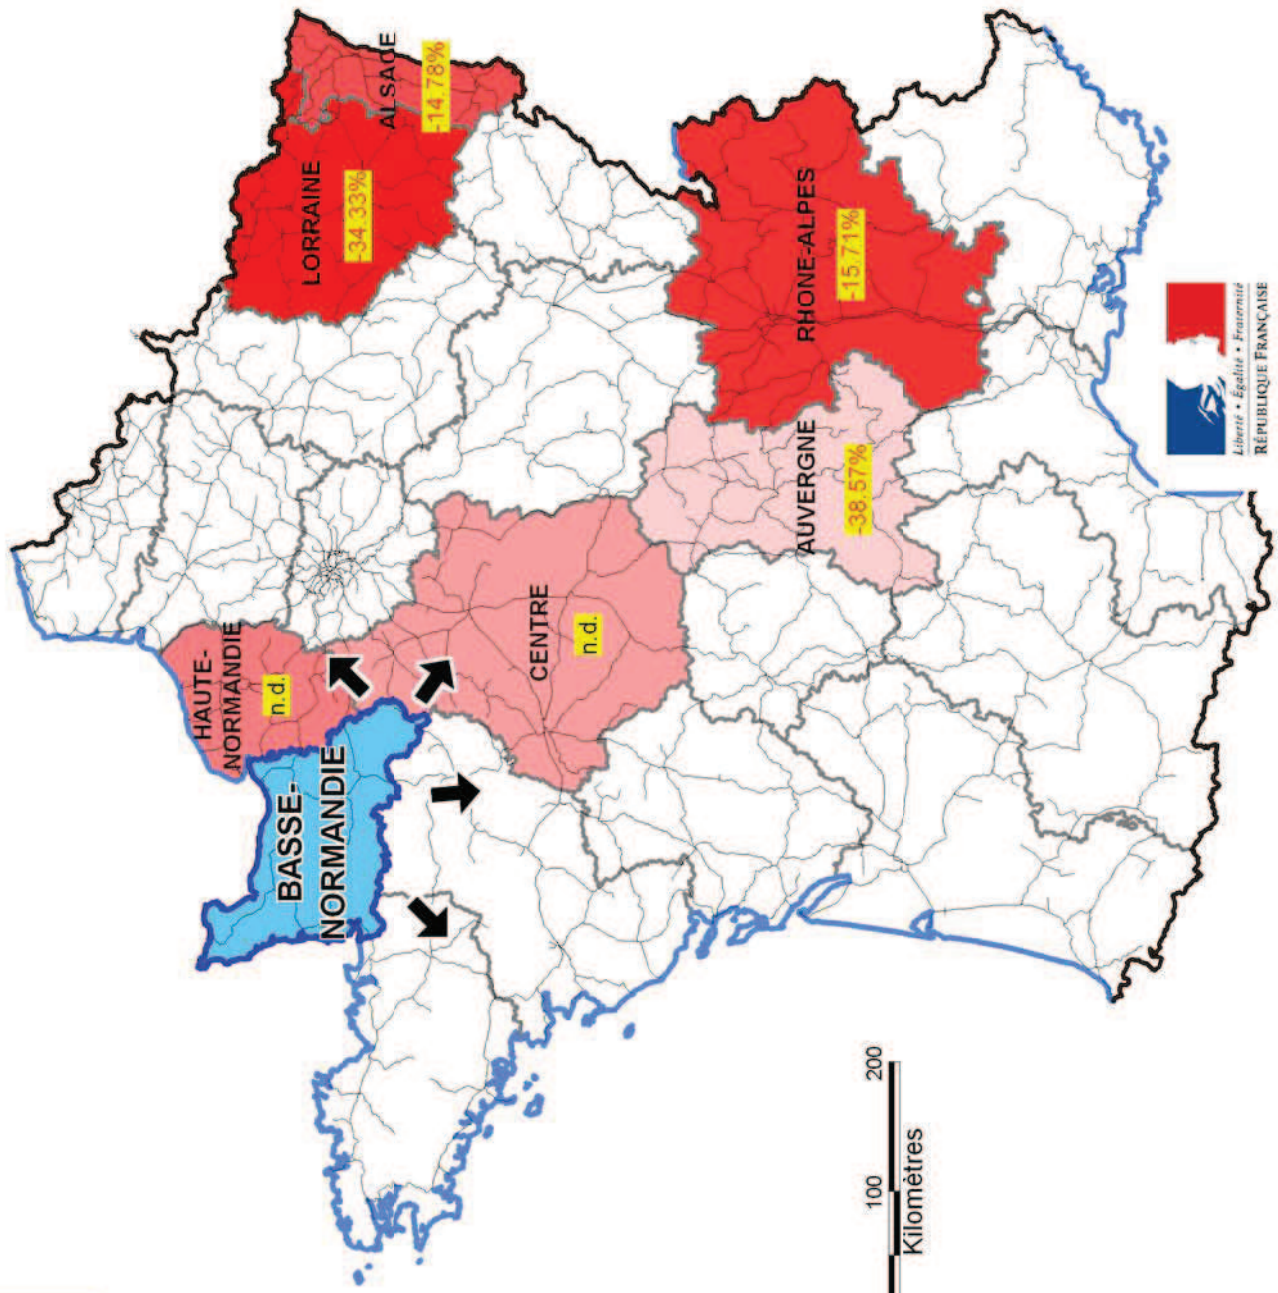 HAUTE-
NORMANDIE
n.d.
BASSE-
NORMANDIE
LORRAINE
-34.33%
ALSACE
-14.78%
CENTRE
n.d.
AUVERGNE
-38.57%
RHONE-ALPES
-15.71%
100 200
Kilomètres
Liberté • Égalité • Fraternité
RÉPUBLIQUE FRANÇAISE